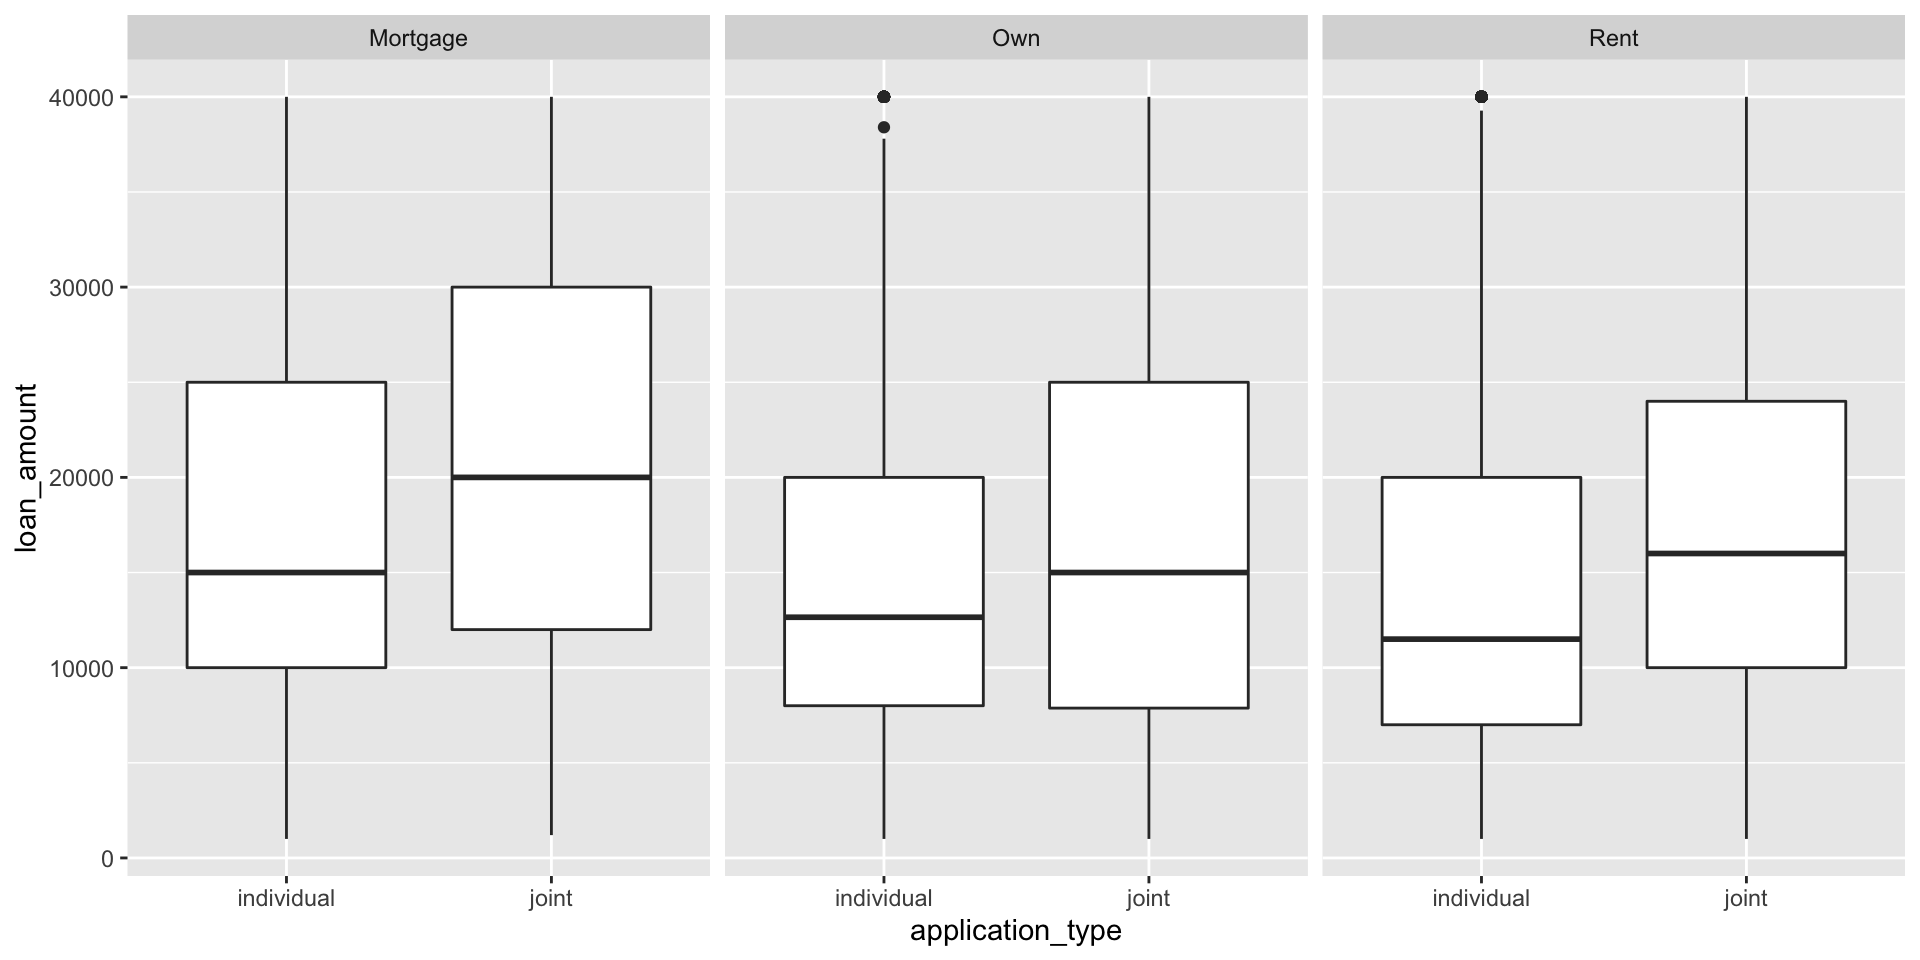 Mortgage
Own
Rent
loan_amount
40000
30000
20000
10000
0
individual
joint
individual
joint
individual
joint
application_type